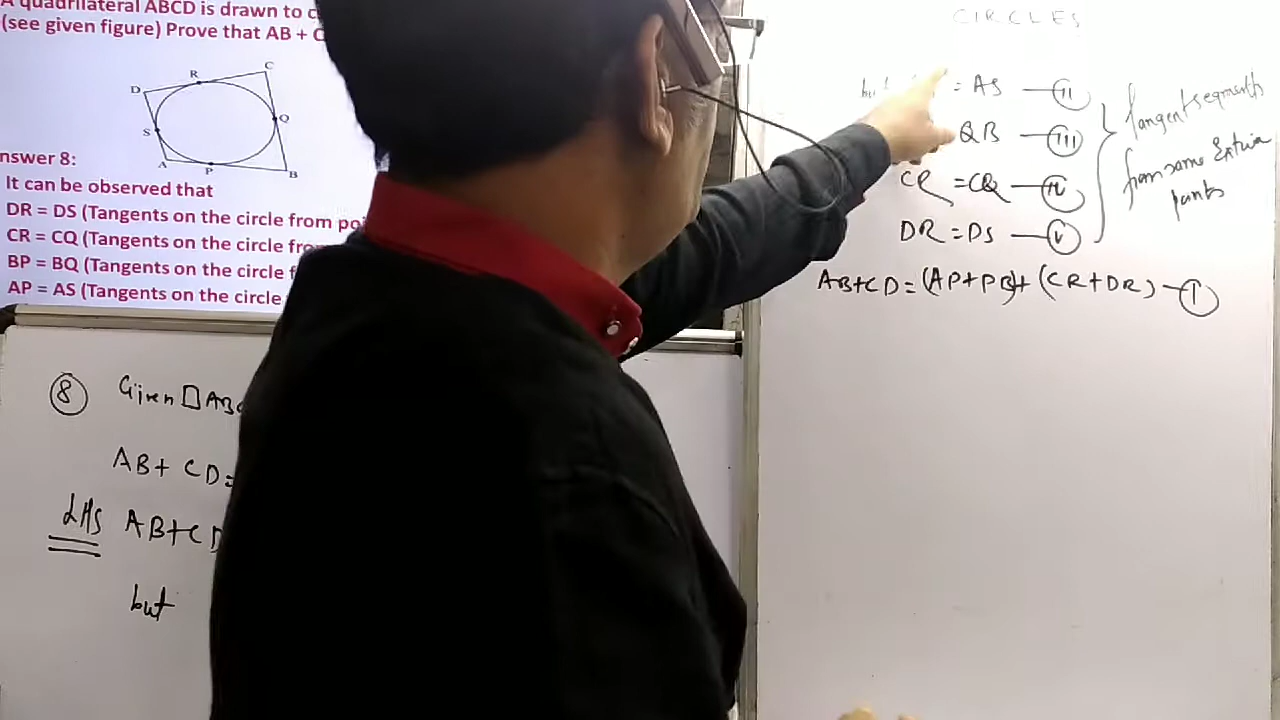 A quadrilateral ABCD is drawn to c
(see given figure) Prove that AB + C
D
R
C
S
Q
A
P
B
nswer 8:
It can be observed that
DR = DS (Tangents on the circle from poi
CR = CQ (Tangents on the circle fro
BP = BQ (Tangents on the circle f
AP = AS (Tangents on the circle
8 Given □ABC
AB+ CD=
LHS AB+CD
but
CIRCLES
but = AS — II
QB — III
CR =CQ — IV
DR=DS — V
Tangent segments
from same
points
AB+CD=(AP+PB)+(CR+DR) — I